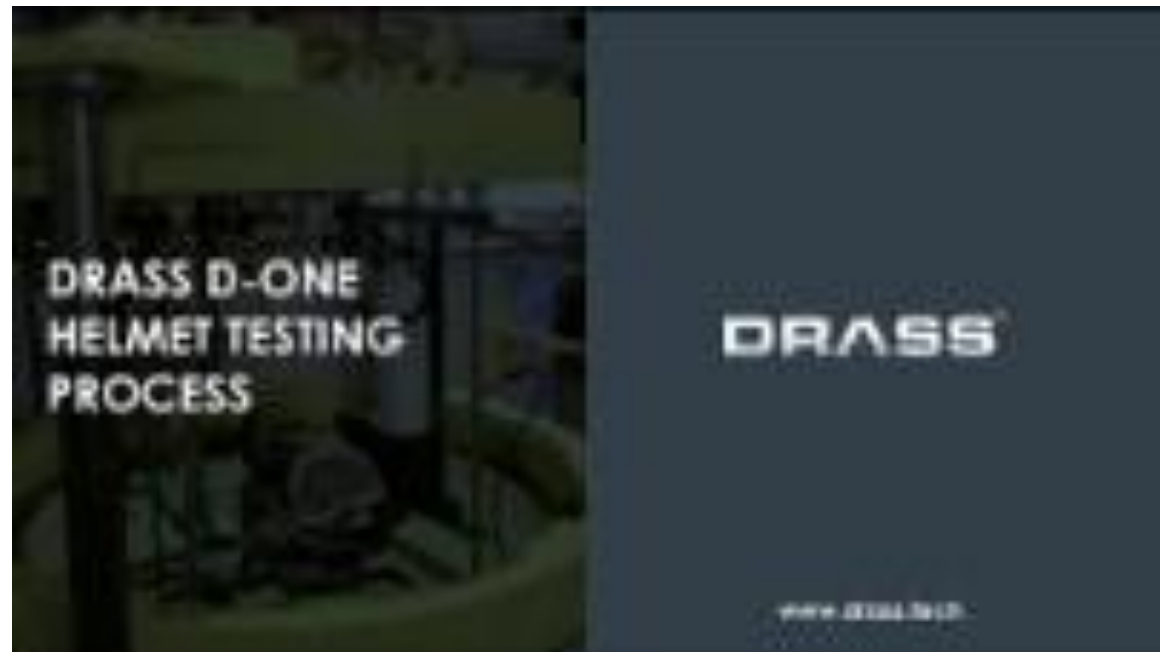 DRASS D-ONE
HELMET TESTING
PROCESS
DRASS
www.drass.tech